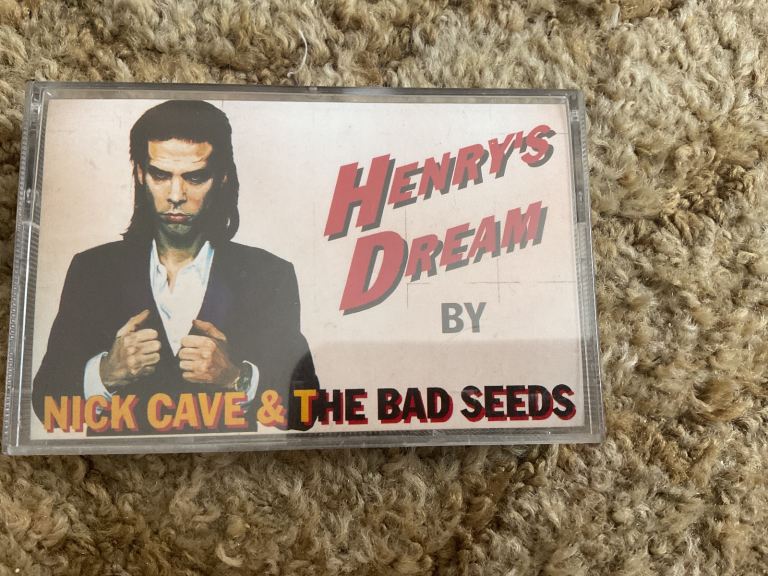 HENRY'S
DREAM
BY
NICK CAVE & THE BAD SEEDS